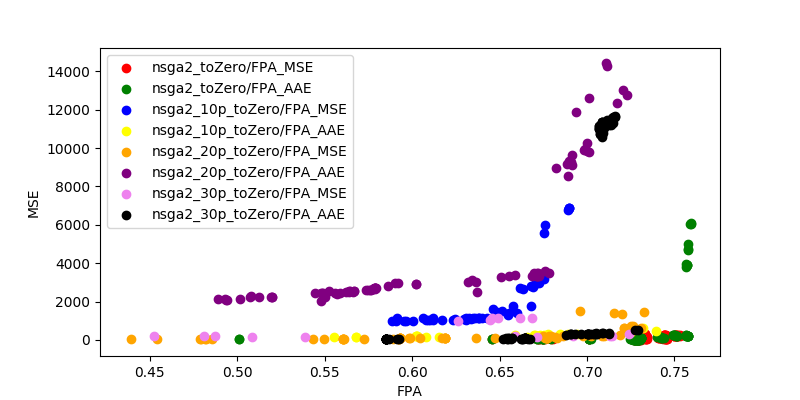 nsga2_toZero/FPA_MSE
nsga2_toZero/FPA_AAE
nsga2_10p_toZero/FPA_MSE
nsga2_10p_toZero/FPA_AAE
nsga2_20p_toZero/FPA_MSE
nsga2_20p_toZero/FPA_AAE
nsga2_30p_toZero/FPA_MSE
nsga2_30p_toZero/FPA_AAE
MSE
14000
12000
10000
8000
6000
4000
2000
0
0.45 0.50 0.55 0.60 0.65 0.70 0.75
FPA